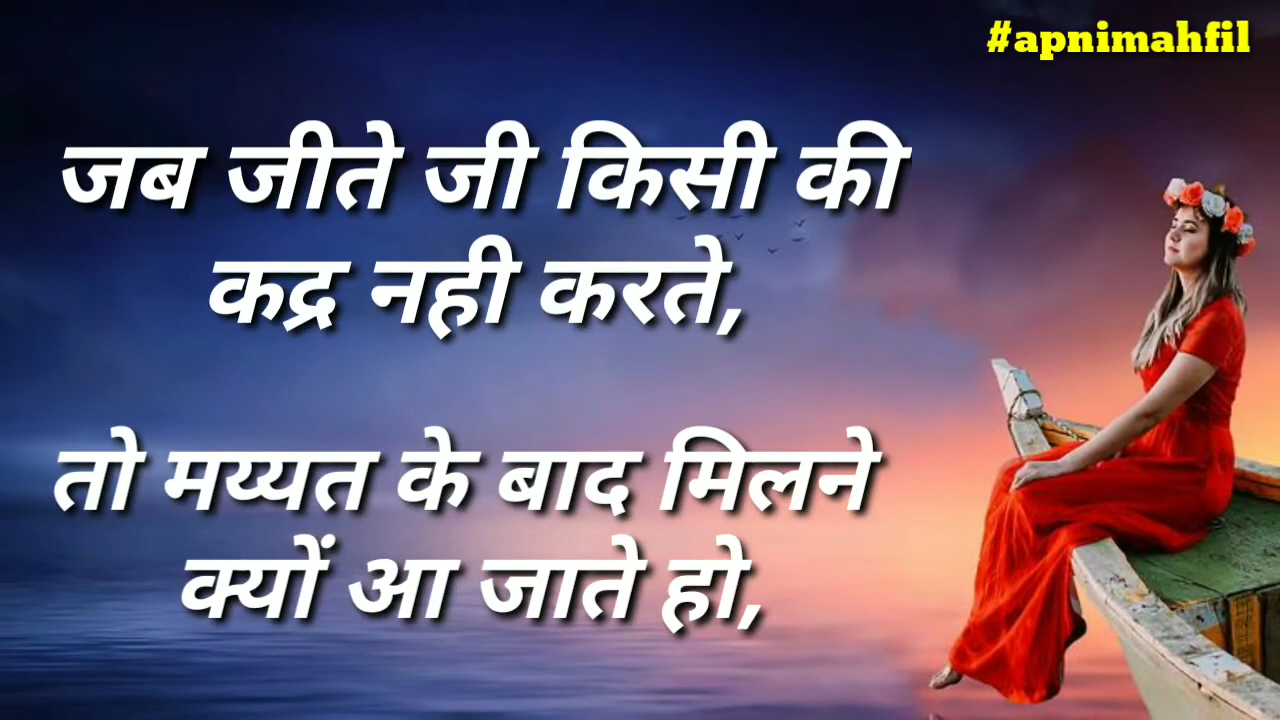 #apnimahfil
जब जीते जी किसी की
कद्र नही करते,
तो मय्यत के बाद मिलने
क्यों आ जाते हो,